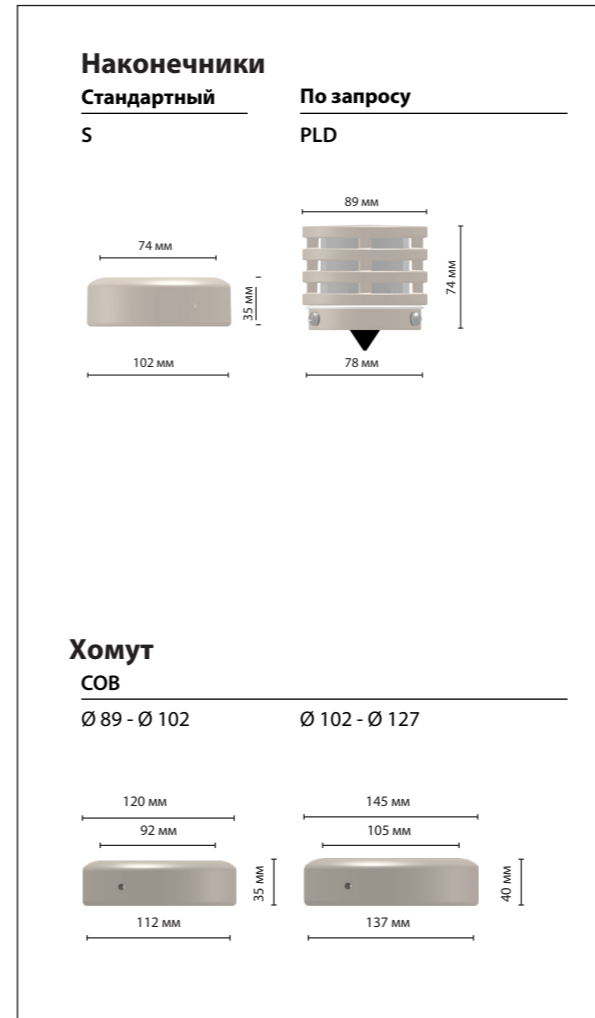 Наконечники
Стандартный По запросу
S PLD
89 мм
74 мм
74 мм
35 мм
102 мм
78 мм
Хомут
COB
Ø 89 - Ø 102 Ø 102 - Ø 127
120 мм 145 мм
92 мм 105 мм
35 мм 40 мм
112 мм 137 мм